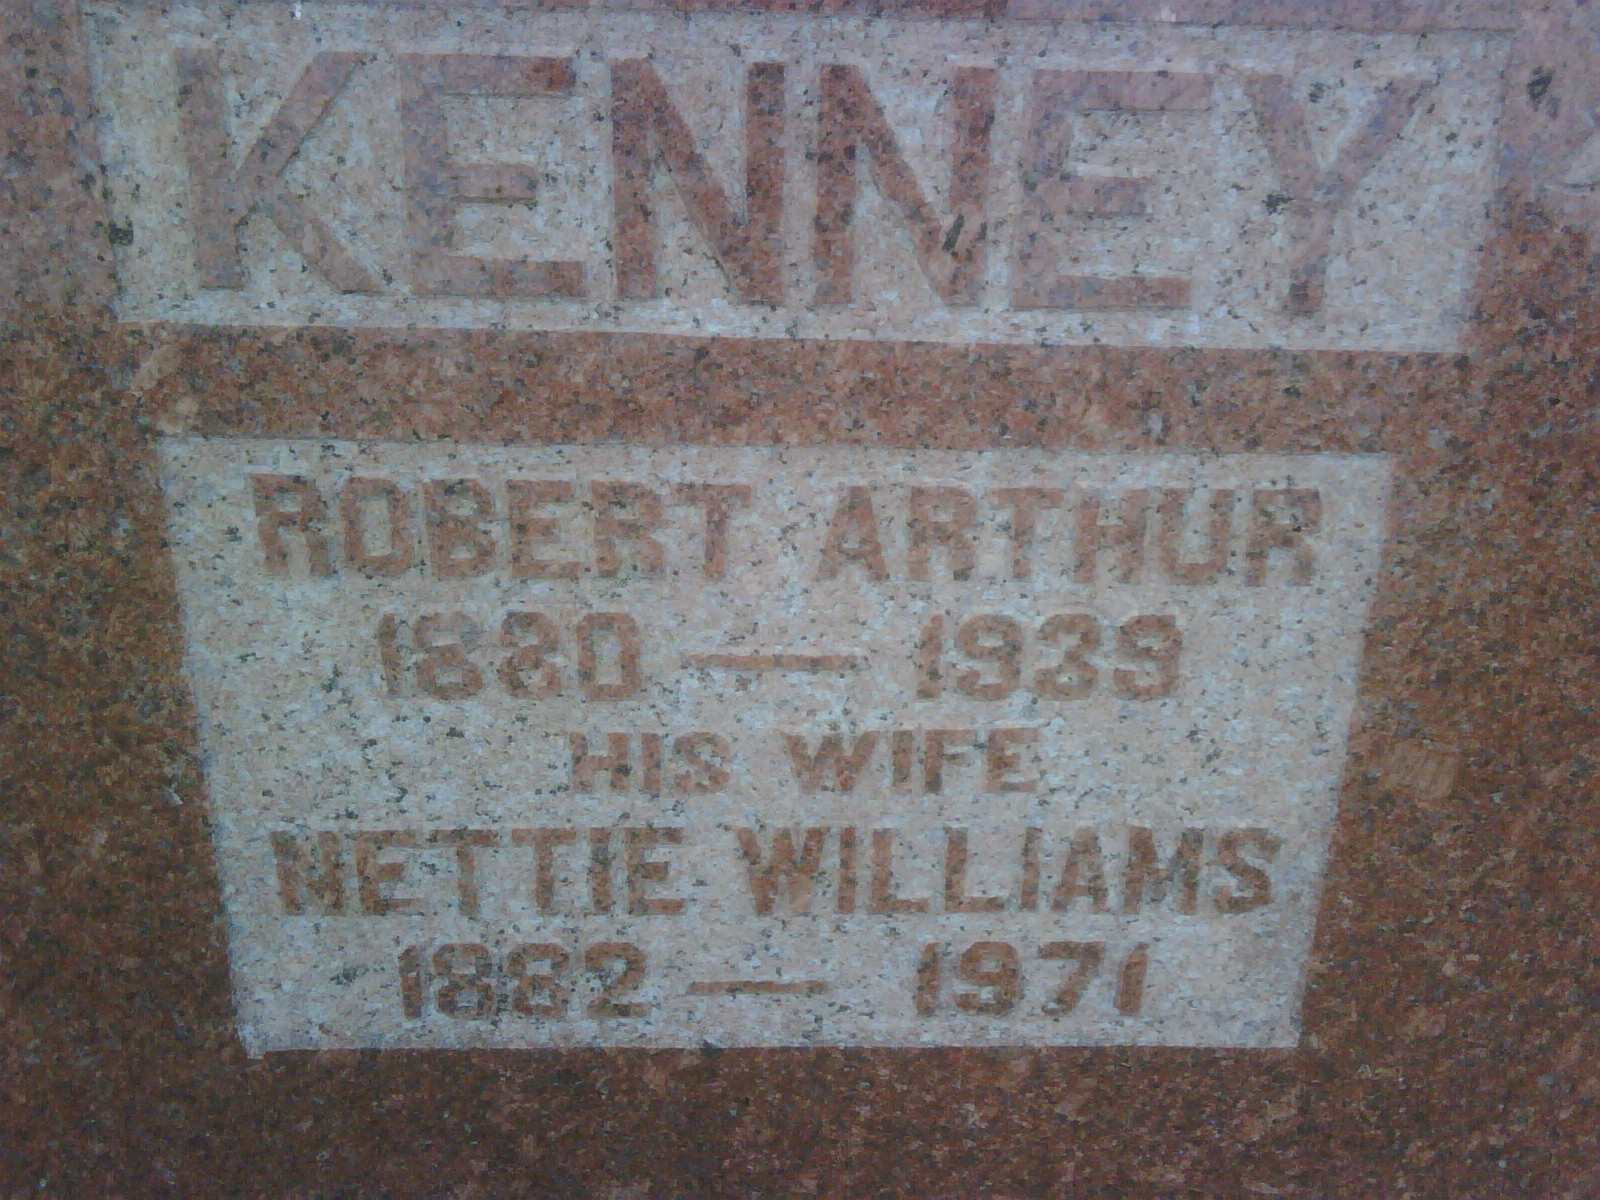 KENNEY
ROBERT ARTHUR
1880 — 1939
HIS WIFE
NETTIE WILLIAMS
1882 — 1971